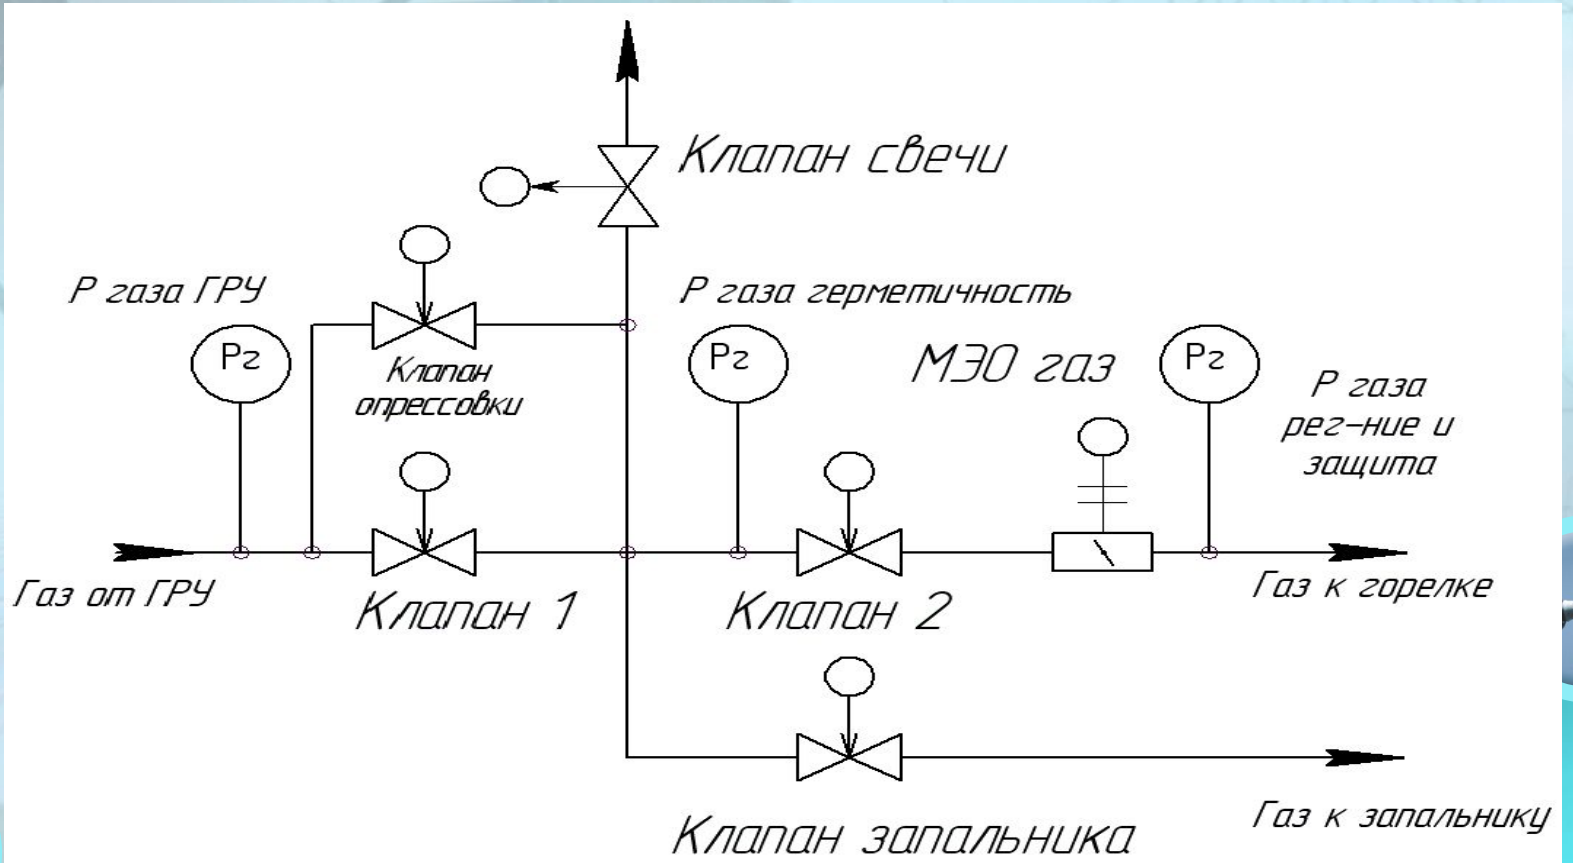 Клапан свечи
Р газа ГРУ
Р газа герметичность
Рг
Рг
МЭО газ
Рг
Клапан
опрессовки
Р газа
рег-ние и
защита
Газ от ГРУ
Клапан 1
Клапан 2
Газ к горелке
Клапан запальника
Газ к запальнику